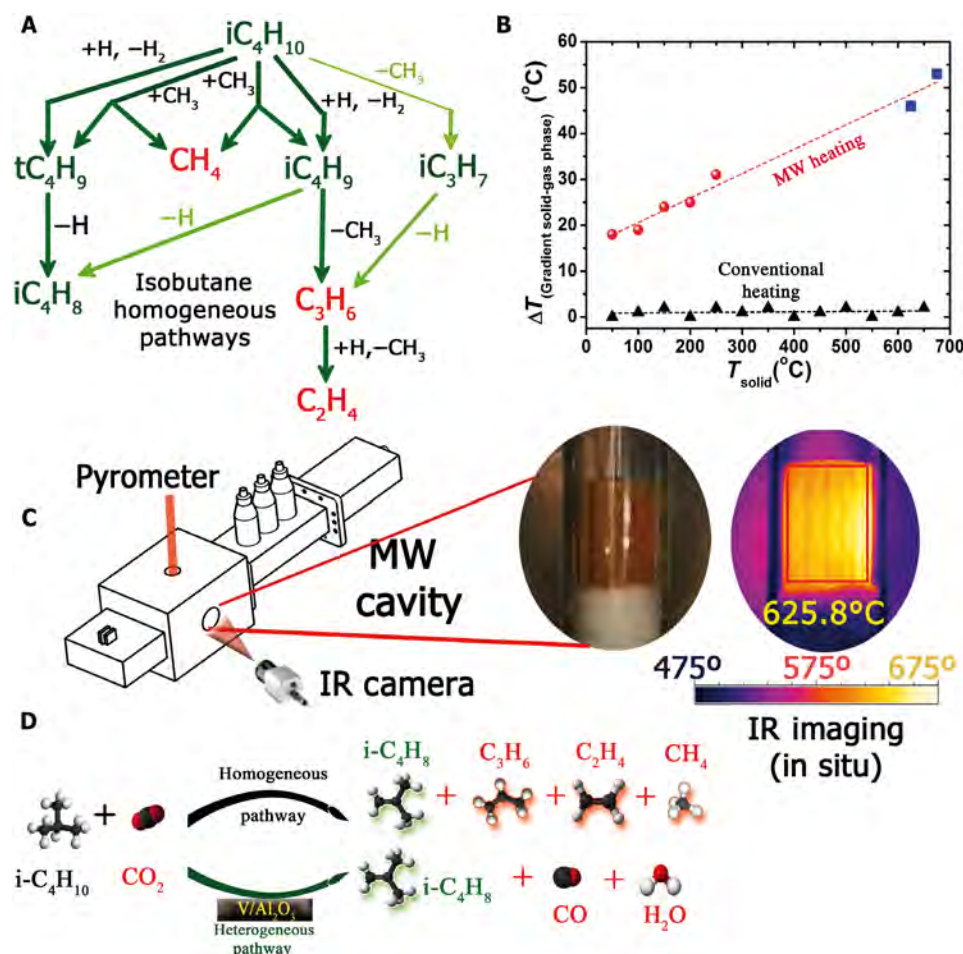 A
iC₄H₁₀
+H, −H₂
+CH₃
+CH₃
+H, −H₂
−CH₃
tC₄H₉
CH₄
iC₄H₉
iC₃H₇
−H
−H
−CH₃
−H
iC₄H₈
Isobutane
homogeneous
pathways
C₃H₆
+H,−CH₃
C₂H₄
B
60
50
40
30
20
10
0
ΔT(Gradient solid-gas phase) (°C)
MW heating
Conventional
heating
0 100 200 300 400 500 600 700
Tsolid(°C)
C
Pyrometer
MW
cavity
IR camera
625.8°C
475º 575º 675º
IR imaging
(in situ)
D
i-C₄H₁₀ + CO₂
Homogeneous
pathway
i-C₄H₈ + C₃H₆ + C₂H₄ + CH₄
V/Al₂O₃
Heterogeneous
pathway
i-C₄H₈ + CO + H₂O